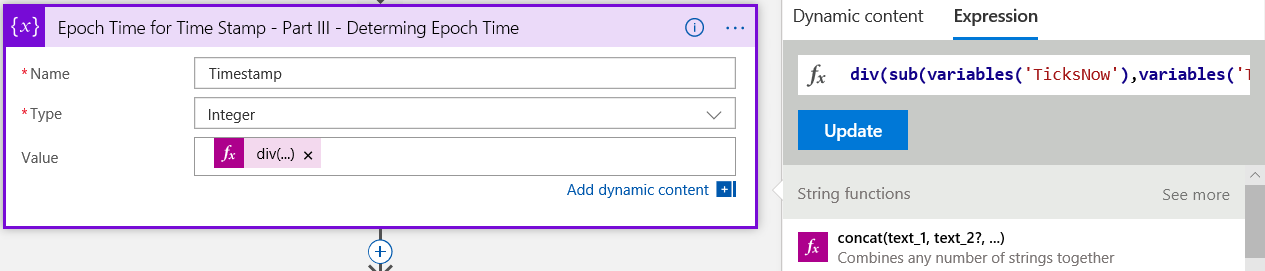 {x} Epoch Time for Time Stamp - Part III - Determing Epoch Time
* Name
Timestamp
* Type
Integer
Value
fx div(...) ×
Add dynamic content
Dynamic content
Expression
fx div(sub(variables('TicksNow'),variables('T
Update
String functions
See more
fx concat(text_1, text_2?, ...)
Combines any number of strings together